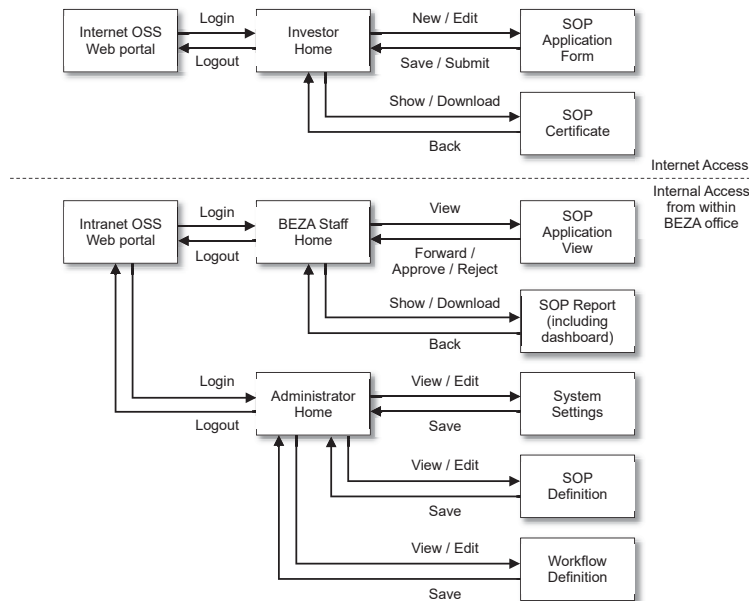 Internet OSS
Web portal
Login
Logout
Investor
Home
New / Edit
Save / Submit
SOP
Application
Form
Show / Download
Back
SOP
Certificate
Internet Access
Internal Access
from within
BEZA office
Intranet OSS
Web portal
Login
Logout
BEZA Staff
Home
View
Forward /
Approve / Reject
SOP
Application
View
Show / Download
Back
SOP Report
(including
dashboard)
Login
Logout
Administrator
Home
View / Edit
Save
System
Settings
View / Edit
Save
SOP
Definition
View / Edit
Save
Workflow
Definition